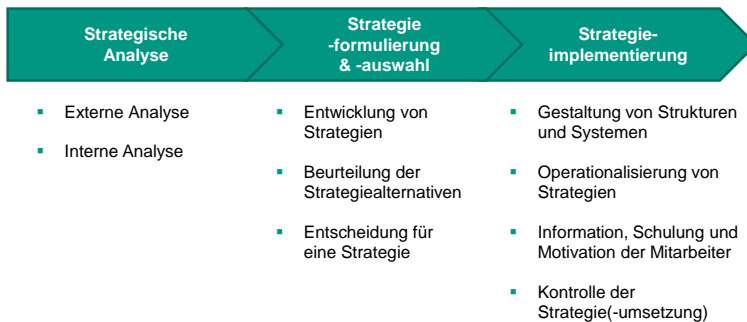 Strategische
Analyse
Strategie
-formulierung
& -auswahl
Strategie-
implementierung
Externe Analyse
Interne Analyse
Entwicklung von
Strategien
Beurteilung der
Strategiealternativen
Entscheidung für
eine Strategie
Gestaltung von Strukturen
und Systemen
Operationalisierung von
Strategien
Information, Schulung und
Motivation der Mitarbeiter
Kontrolle der
Strategie(-umsetzung)